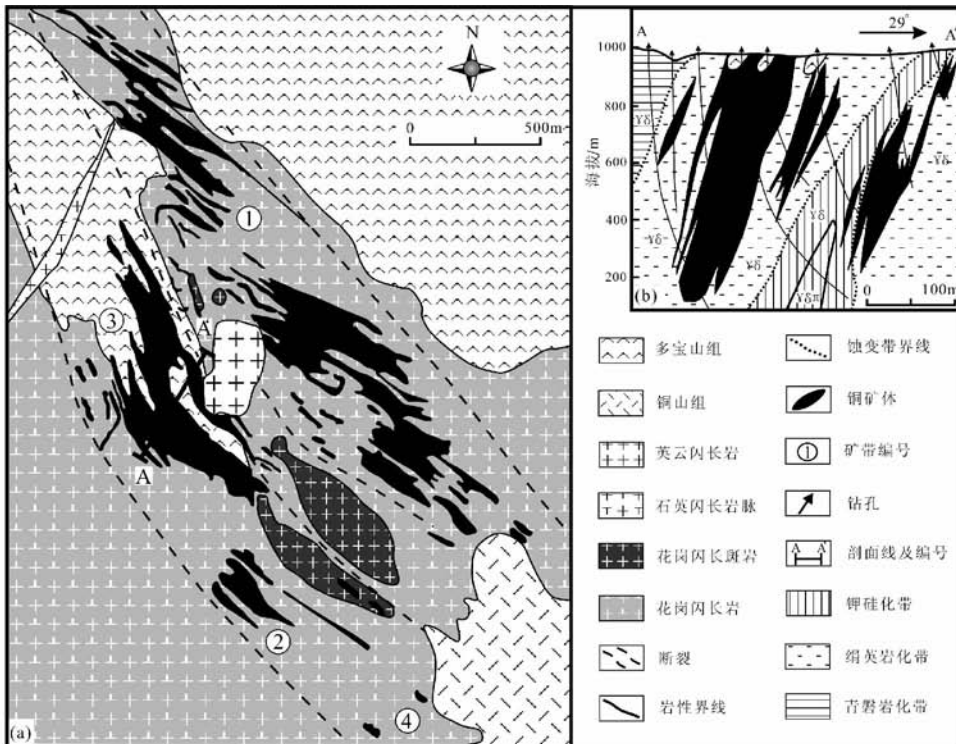 N
0 500m
①
③
A'
A
②
④
(a)
A 29° A'
1000
800
600
400
200
海拔/m
γδ
γδ
γδ
γδ
γδ
γδπ
(b)
0 100m
多宝山组 蚀变带界线
铜山组 铜矿体
英云闪长岩 ① 矿带编号
石英闪长岩脉 钻孔
花岗闪长斑岩 A A' 剖面线及编号
花岗闪长岩 钾硅化带
断裂 绢英岩化带
岩性界线 青磐岩化带